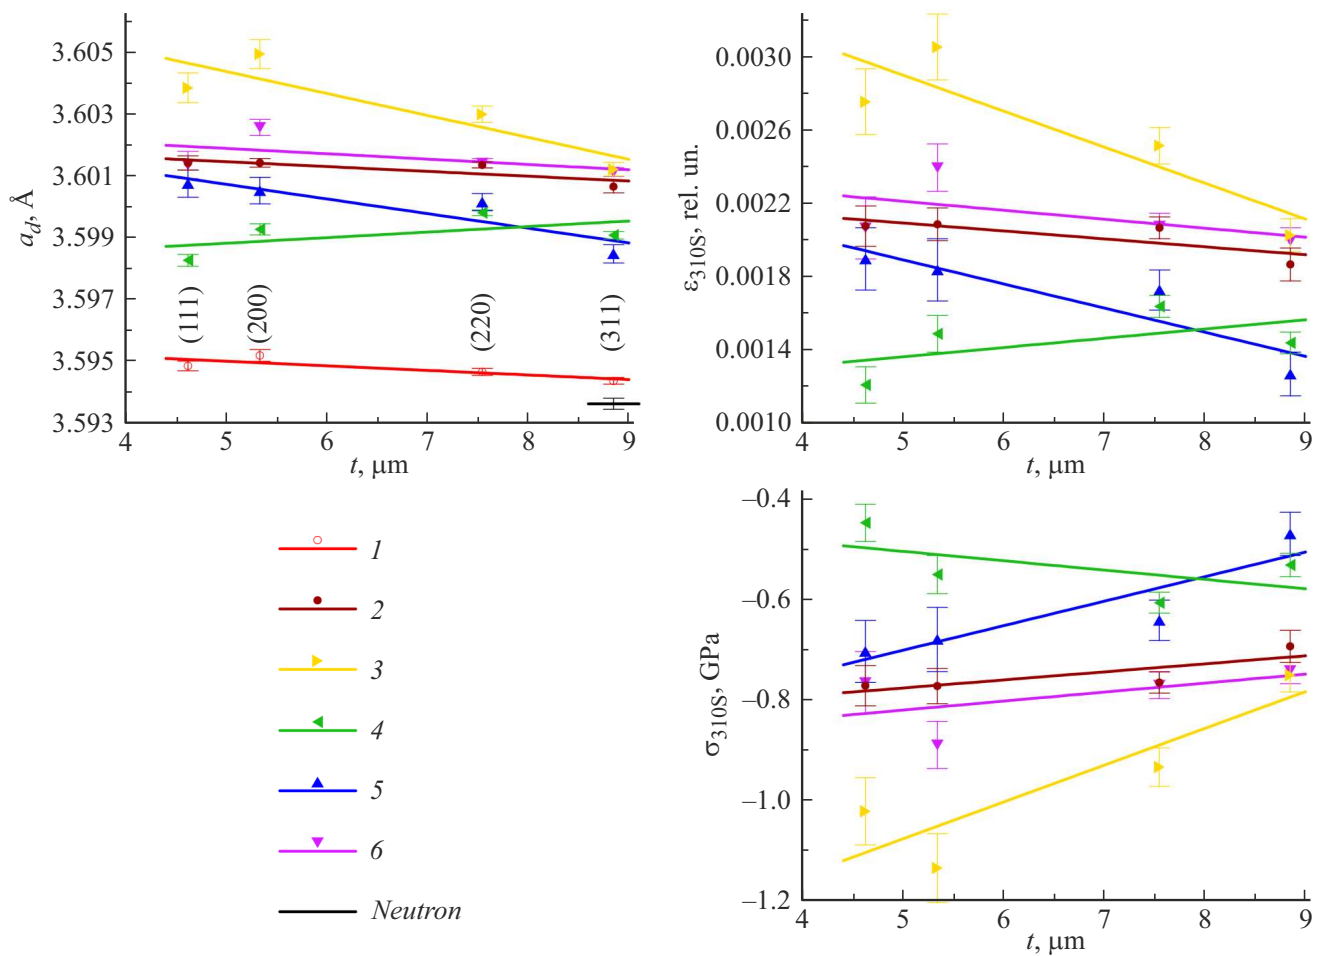 a_d, Å
3.605
3.603
3.601
3.599
3.597
3.595
3.593
(111)
(200)
(220)
(311)
4 5 6 7 8 9
t, μm
ε310S, rel. un.
0.0030
0.0026
0.0022
0.0018
0.0014
0.0010
4 5 6 7 8 9
t, μm
1
2
3
4
5
6
Neutron
σ310S, GPa
–0.4
–0.6
–0.8
–1.0
–1.2
4 5 6 7 8 9
t, μm